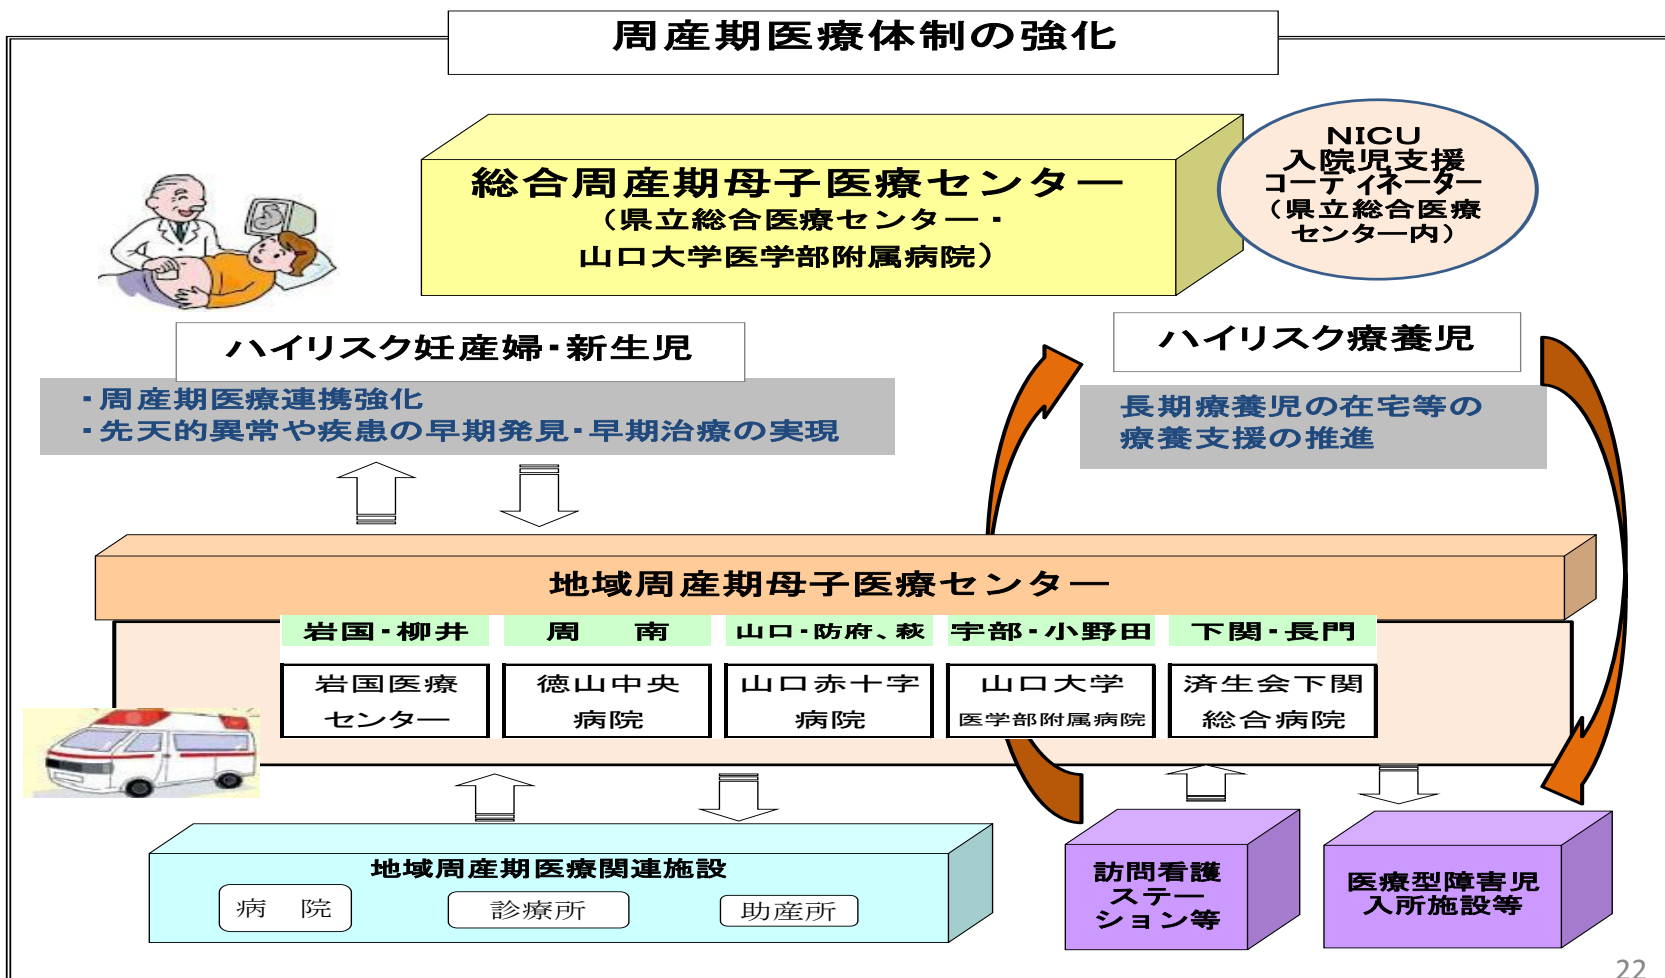 周産期医療体制の強化
総合周産期母子医療センター
（県立総合医療センター・
山口大学医学部附属病院）
NICU
入院児支援
コーディネーター
（県立総合医療
センター内）
ハイリスク妊産婦・新生児
・周産期医療連携強化
・先天的異常や疾患の早期発見・早期治療の実現
ハイリスク療養児
長期療養児の在宅等の
療養支援の推進
地域周産期母子医療センター
岩国・柳井
周　南
山口・防府、萩
宇部・小野田
下関・長門
岩国医療
センター
徳山中央
病院
山口赤十字
病院
山口大学
医学部附属病院
済生会下関
総合病院
地域周産期医療関連施設
病　院
診療所
助産所
訪問看護
ステー
ション等
医療型障害児
入所施設等
22